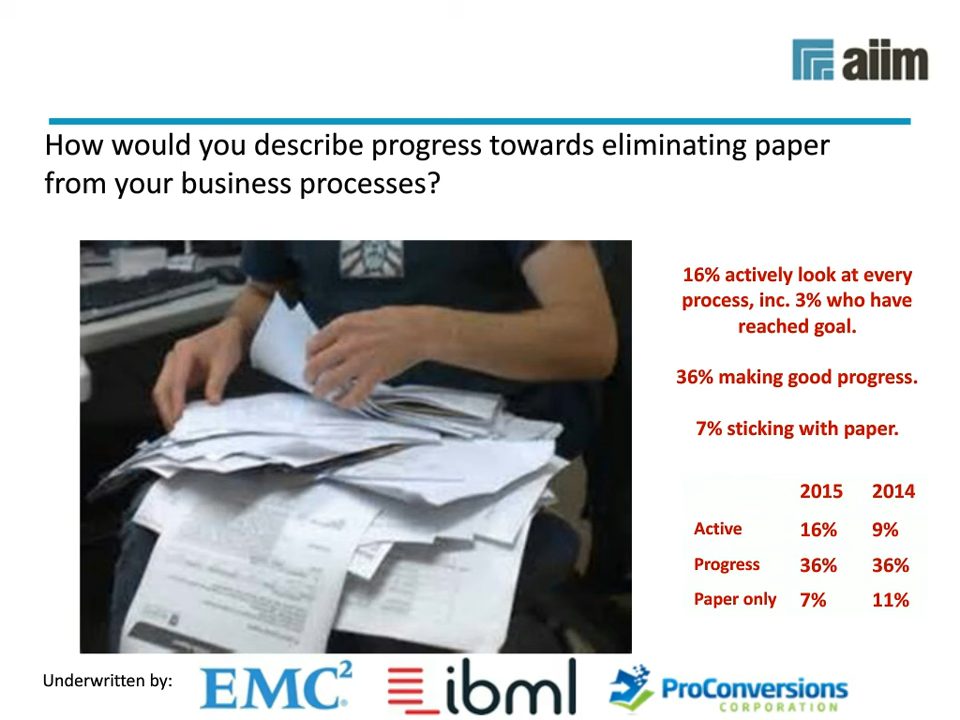 aiim
How would you describe progress towards eliminating paper
from your business processes?
16% actively look at every
process, inc. 3% who have
reached goal.
36% making good progress.
7% sticking with paper.
2015 2014
Active 16% 9%
Progress 36% 36%
Paper only 7% 11%
Underwritten by: EMC² ibml ProConversions
CORPORATION